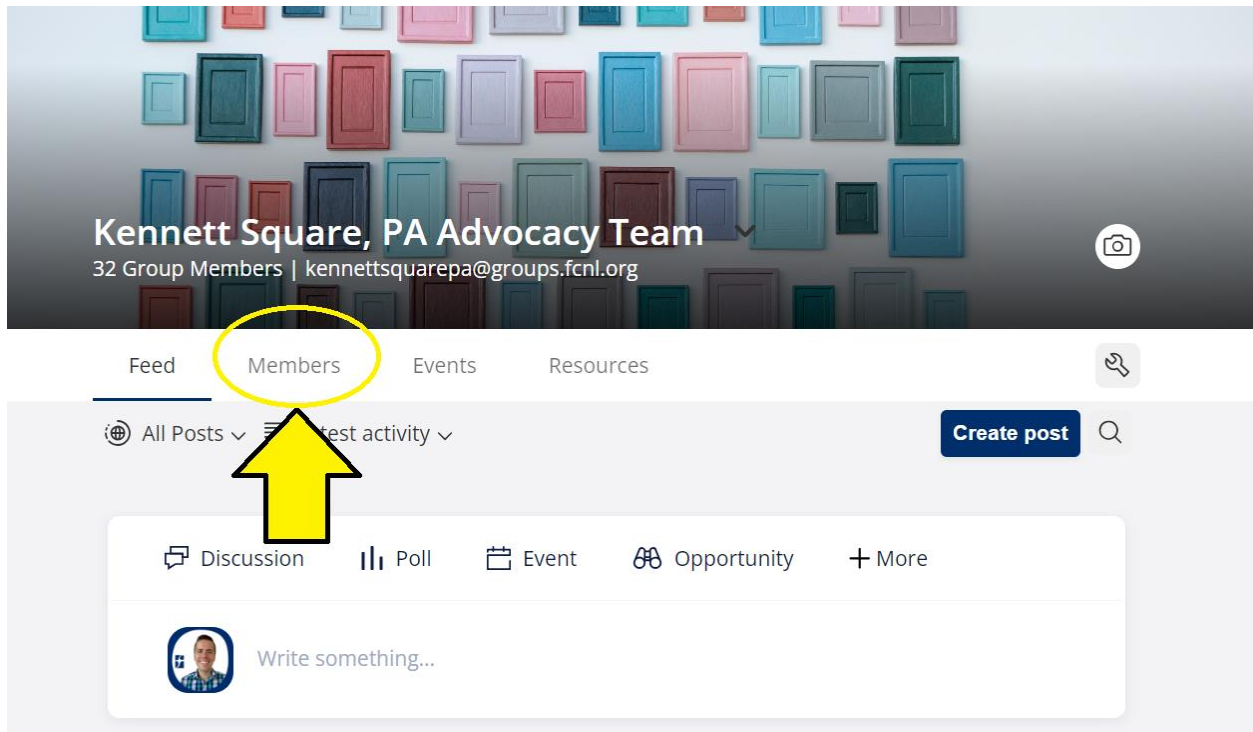 Kennett Square, PA Advocacy Team
32 Group Members | kennettsquarepa@groups.fcnl.org
Feed Members Events Resources
All Posts test activity
Create post
Discussion Poll Event Opportunity + More
Write something...